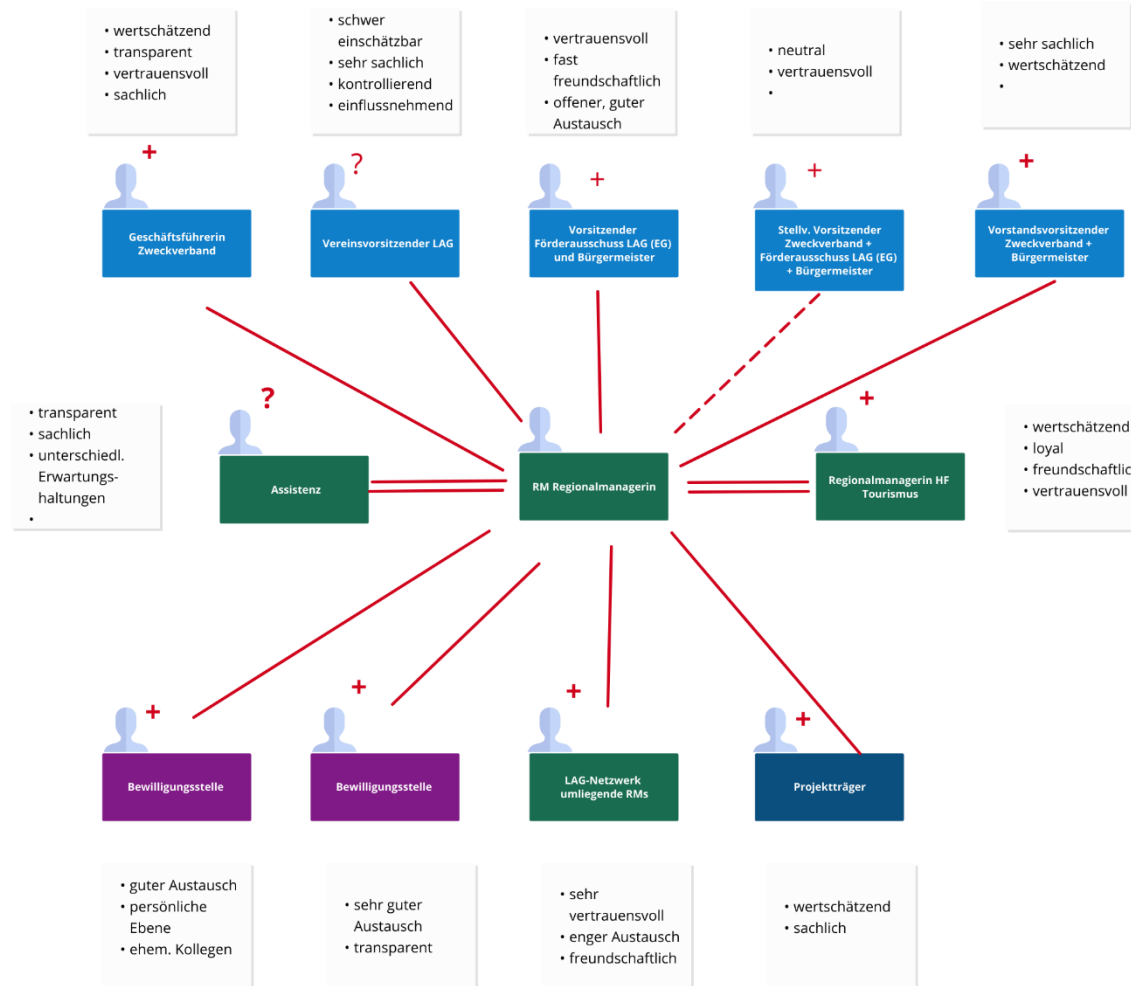 • wertschätzend
• transparent
• vertrauensvoll
• sachlich
• schwer
einschätzbar
• sehr sachlich
• kontrollierend
• einflussnehmend
• vertrauensvoll
• fast
freundschaftlich
• offener, guter
Austausch
• neutral
• vertrauensvoll
•
• sehr sachlich
• wertschätzend
•
+
?
+
+
+
Geschäftsführerin
Zweckverband
Vereinsvorsitzender LAG
Vorsitzender
Förderausschuss LAG (EG)
und Bürgermeister
Stellv. Vorsitzender
Zweckverband +
Förderausschuss LAG (EG)
+ Bürgermeister
Vorstandsvorsitzender
Zweckverband +
Bürgermeister
• transparent
• sachlich
• unterschiedl.
Erwartungs-
haltungen
•
?
Assistenz
RM Regionalmanagerin
+
Regionalmanagerin HF
Tourismus
• wertschätzend
• loyal
• freundschaftlic
• vertrauensvoll
+
+
+
+
Bewilligungsstelle
Bewilligungsstelle
LAG-Netzwerk
umliegende RMs
Projektträger
• guter Austausch
• persönliche
Ebene
• ehem. Kollegen
• sehr guter
Austausch
• transparent
• sehr
vertrauensvoll
• enger Austausch
• freundschaftlich
• wertschätzend
• sachlich